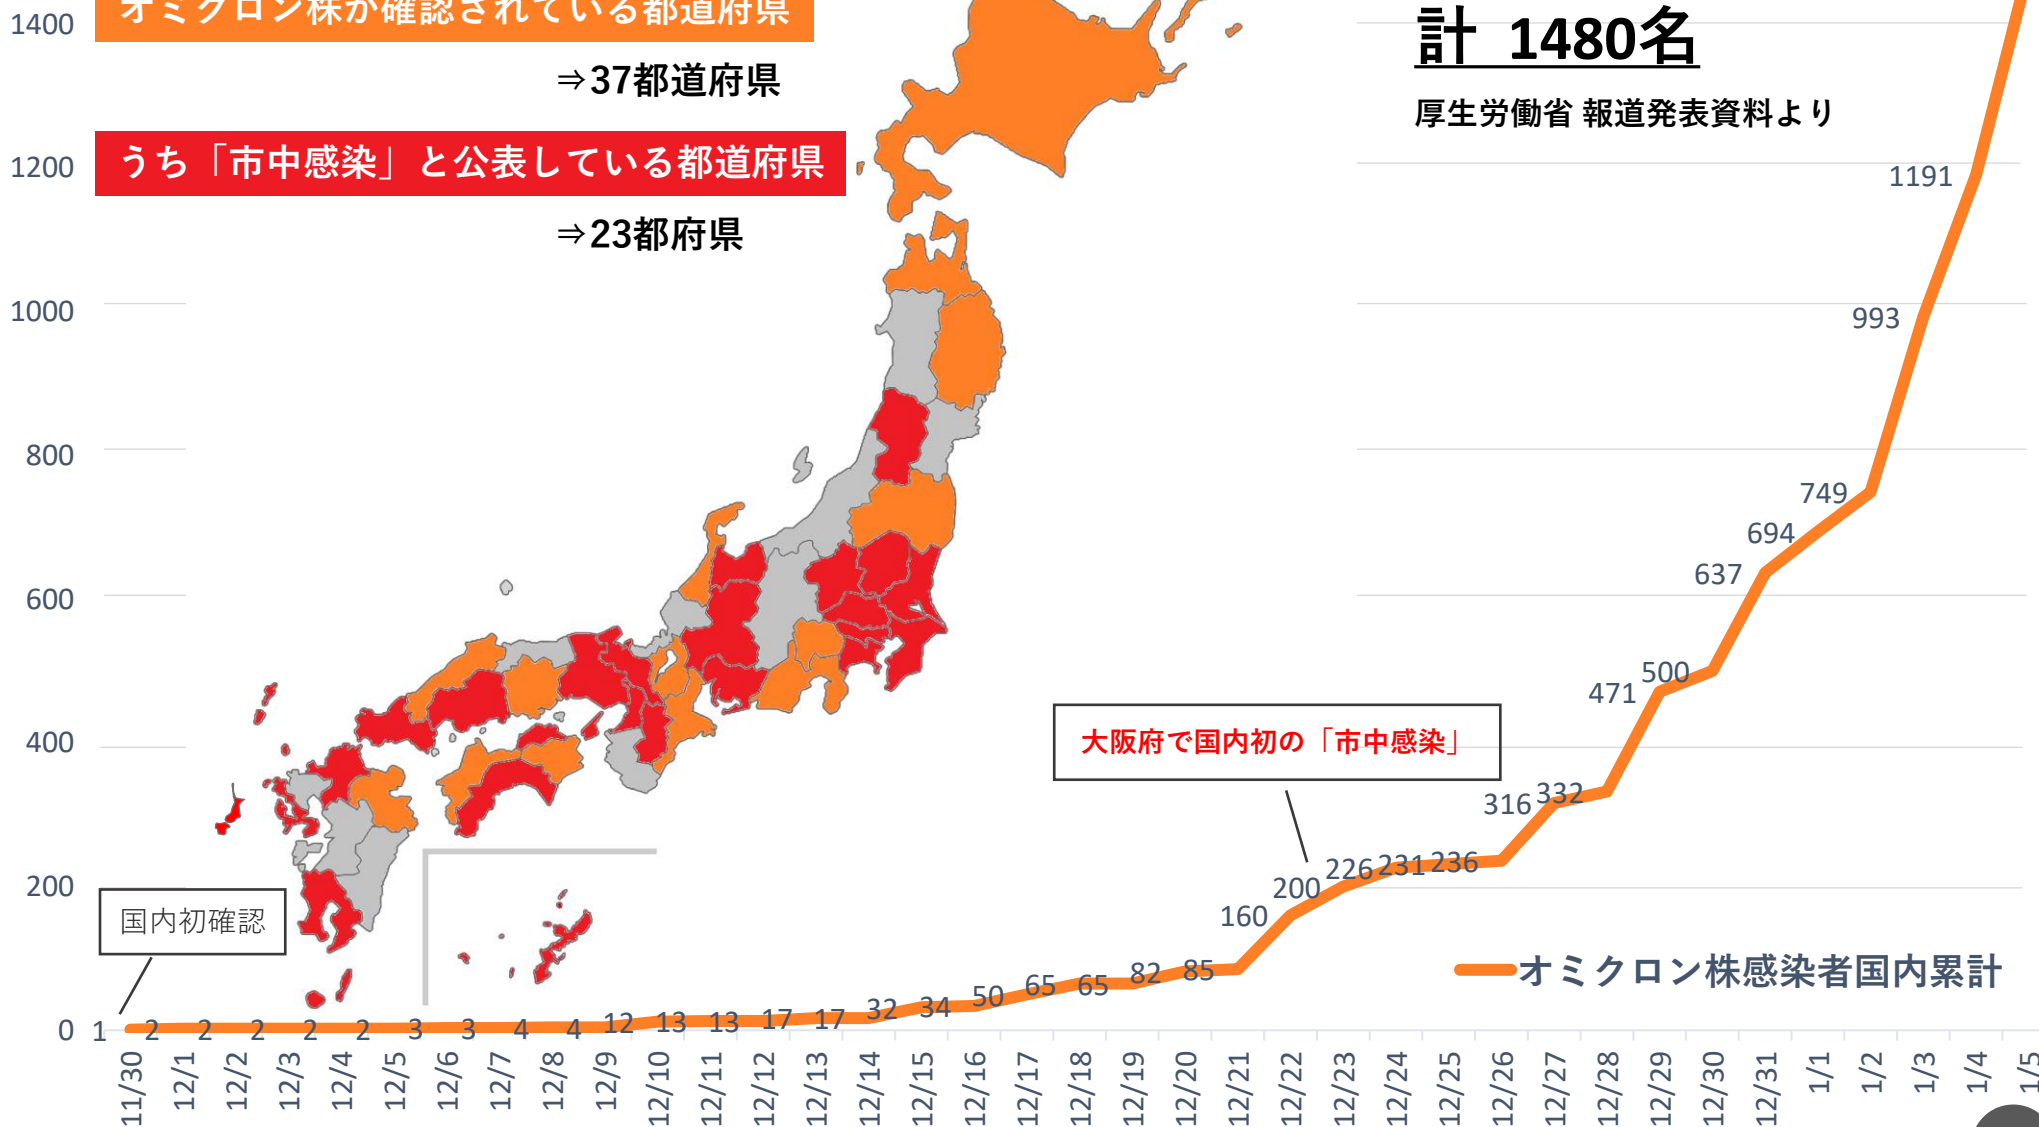 オミクロン株が確認されている都道府県
⇒37都道府県
うち「市中感染」と公表している都道府県
⇒23都府県
計 1480名
厚生労働省 報道発表資料より
1400
1200
1000
800
600
400
200
0
国内初確認
大阪府で国内初の「市中感染」
オミクロン株感染者国内累計
1 2 2 2 2 2 3 3 4 4 12 13 13 17 17 32 34 50 65 65 82 85 160 200 226 231 236 316 332 471 500 637 694 749 993 1191
11/30 12/1 12/2 12/3 12/4 12/5 12/6 12/7 12/8 12/9 12/10 12/11 12/12 12/13 12/14 12/15 12/16 12/17 12/18 12/19 12/20 12/21 12/22 12/23 12/24 12/25 12/26 12/27 12/28 12/29 12/30 12/31 1/1 1/2 1/3 1/4 1/5